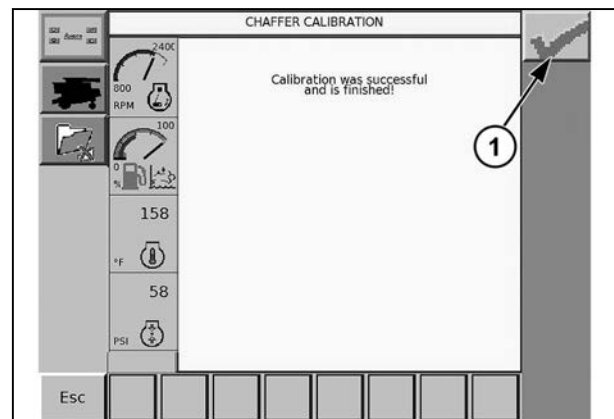 CHAFFER CALIBRATION
2400
800
RPM
Calibration was successful
and is finished!
1
100
0
%
158
°F
58
PSI
Esc